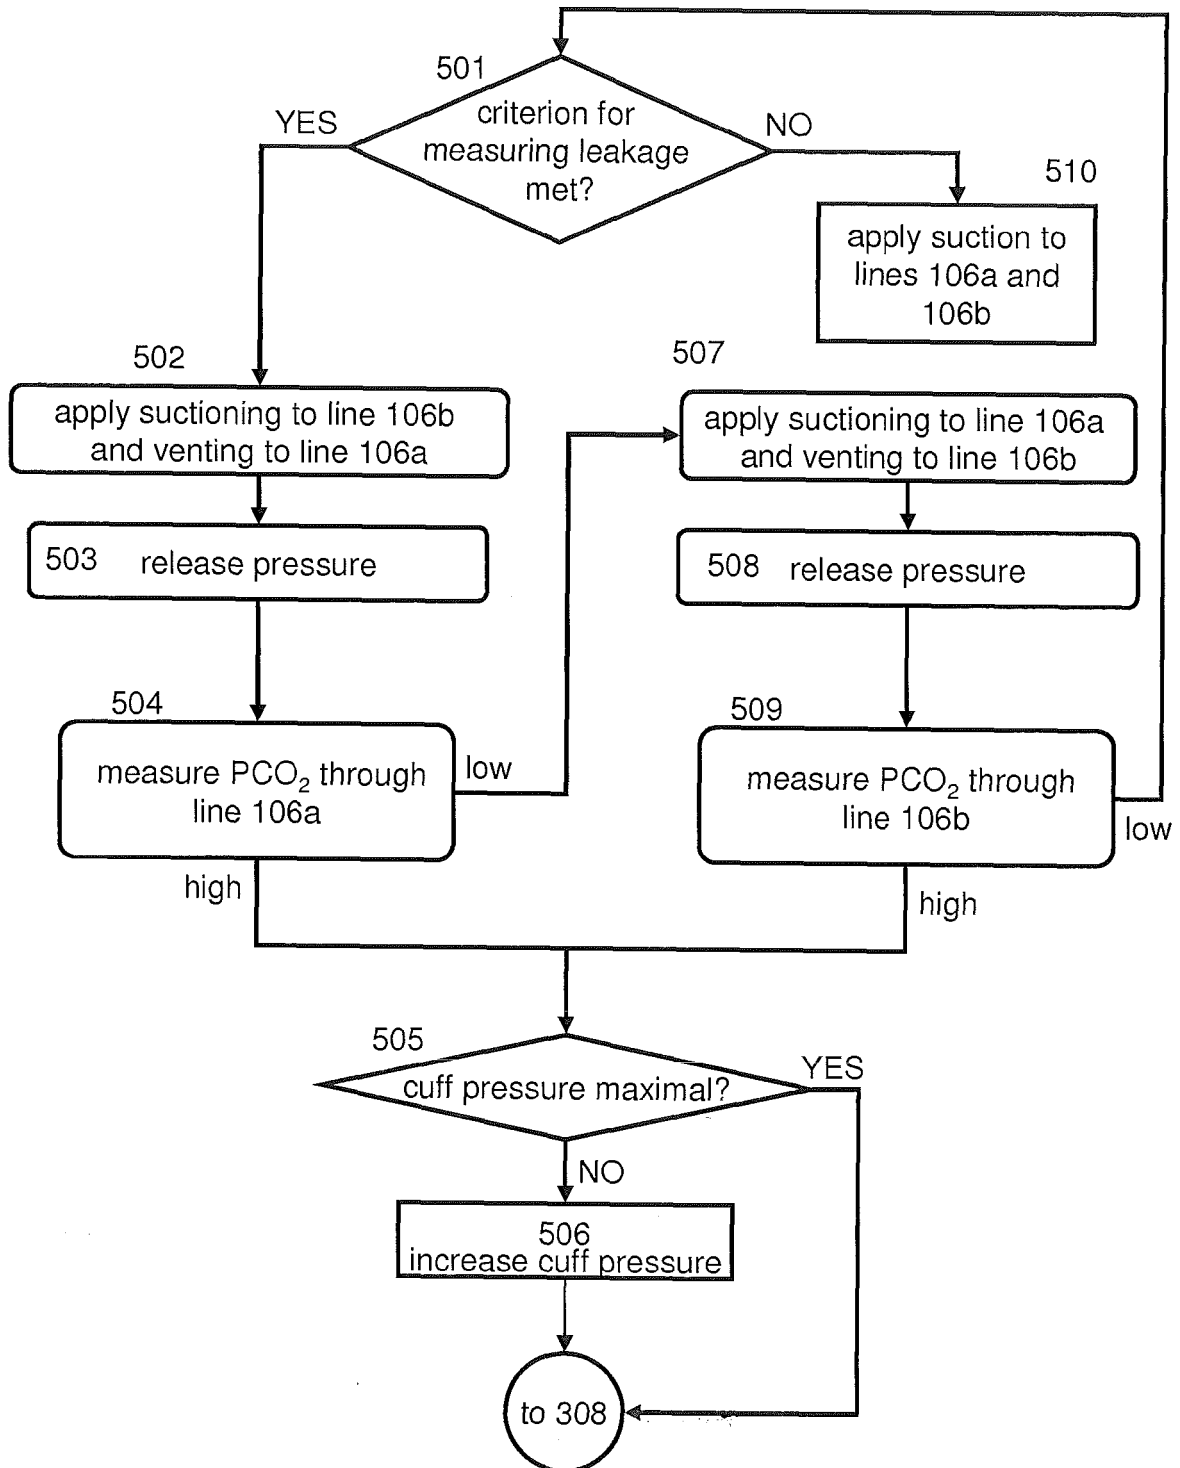 501
criterion for
measuring leakage
met?
YES
NO
510
apply suction to
lines 106a and
106b
502
apply suctioning to line 106b
and venting to line 106a
507
apply suctioning to line 106a
and venting to line 106b
503 release pressure
508 release pressure
504
measure PCO₂ through
line 106a
low
high
509
measure PCO₂ through
line 106b
low
high
505
cuff pressure maximal?
YES
NO
506
increase cuff pressure
to 308